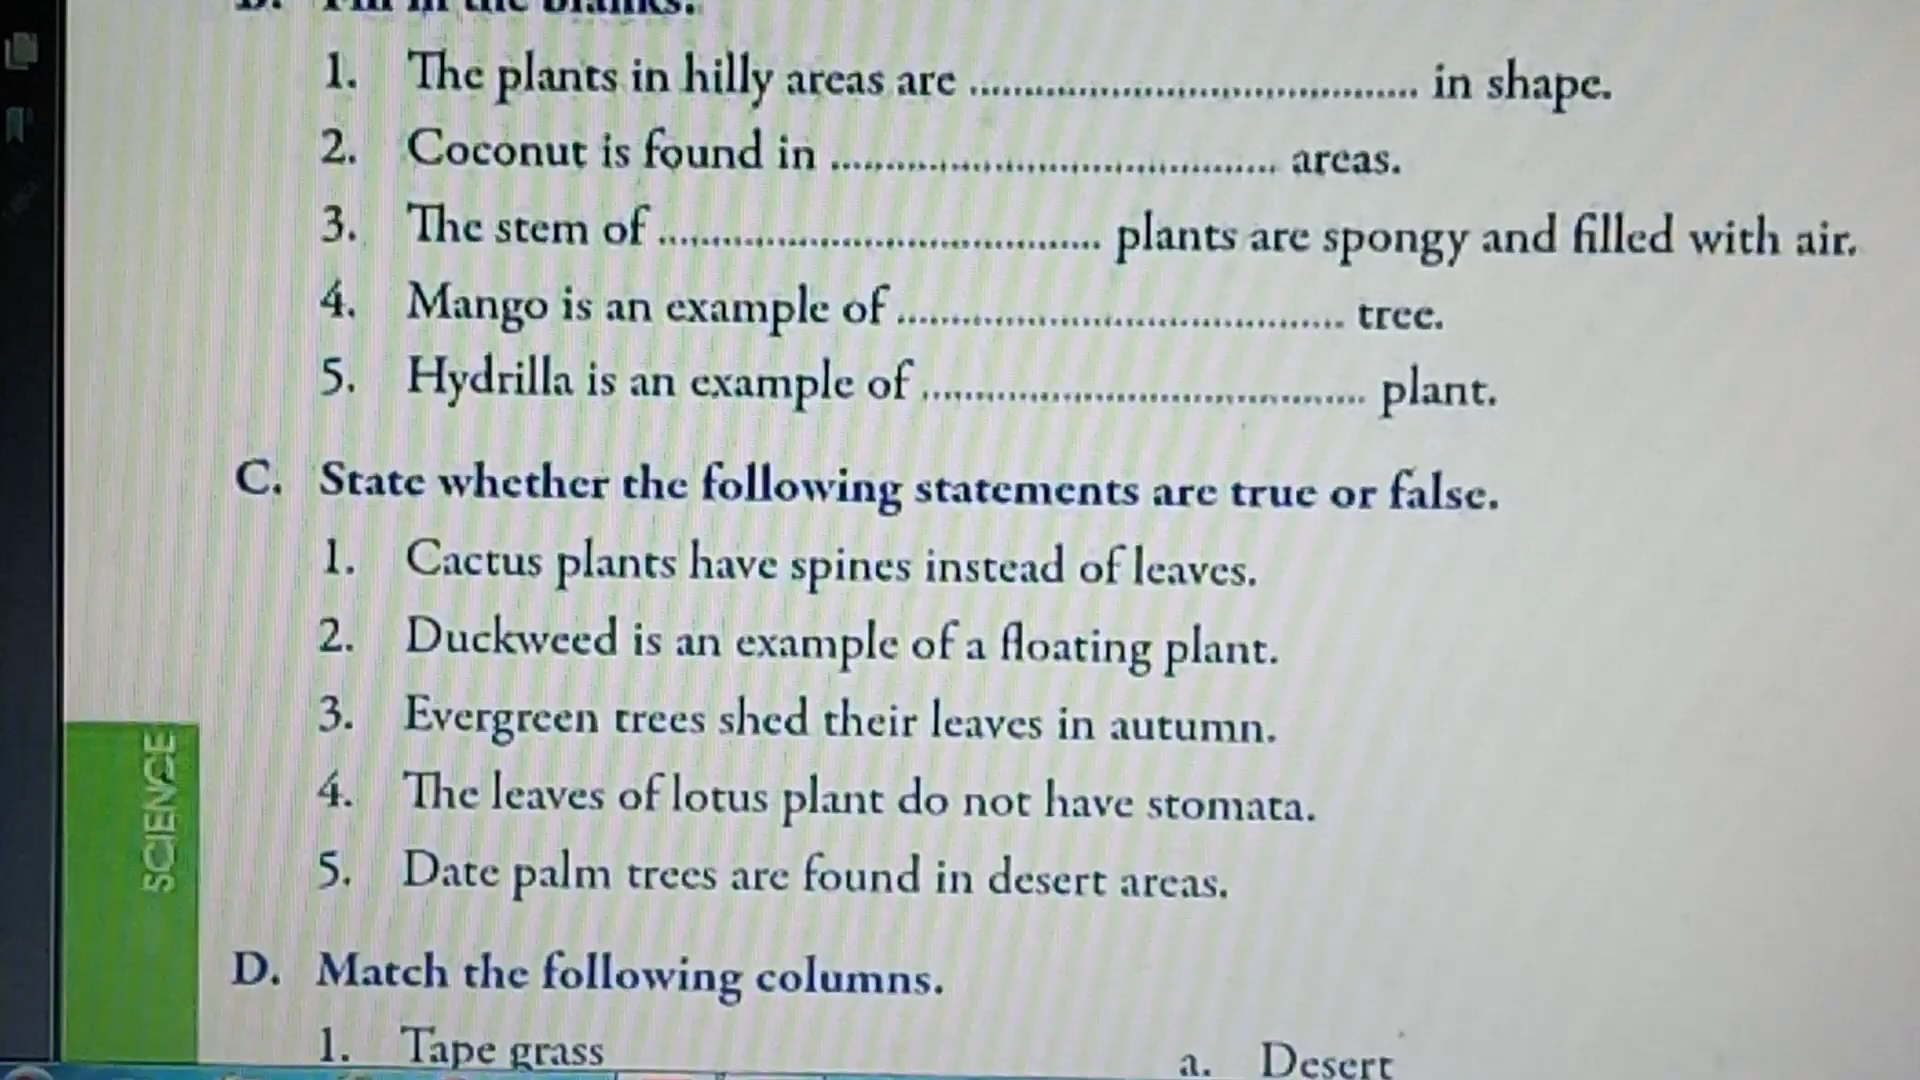 B. Fill in the blanks.
1. The plants in hilly areas are ........................................ in shape.
2. Coconut is found in ........................................ areas.
3. The stem of ........................................ plants are spongy and filled with air.
4. Mango is an example of ........................................ tree.
5. Hydrilla is an example of ........................................ plant.
C. State whether the following statements are true or false.
1. Cactus plants have spines instead of leaves.
2. Duckweed is an example of a floating plant.
3. Evergreen trees shed their leaves in autumn.
4. The leaves of lotus plant do not have stomata.
5. Date palm trees are found in desert areas.
SCIENCE
D. Match the following columns.
1. Tape grass a. Desert